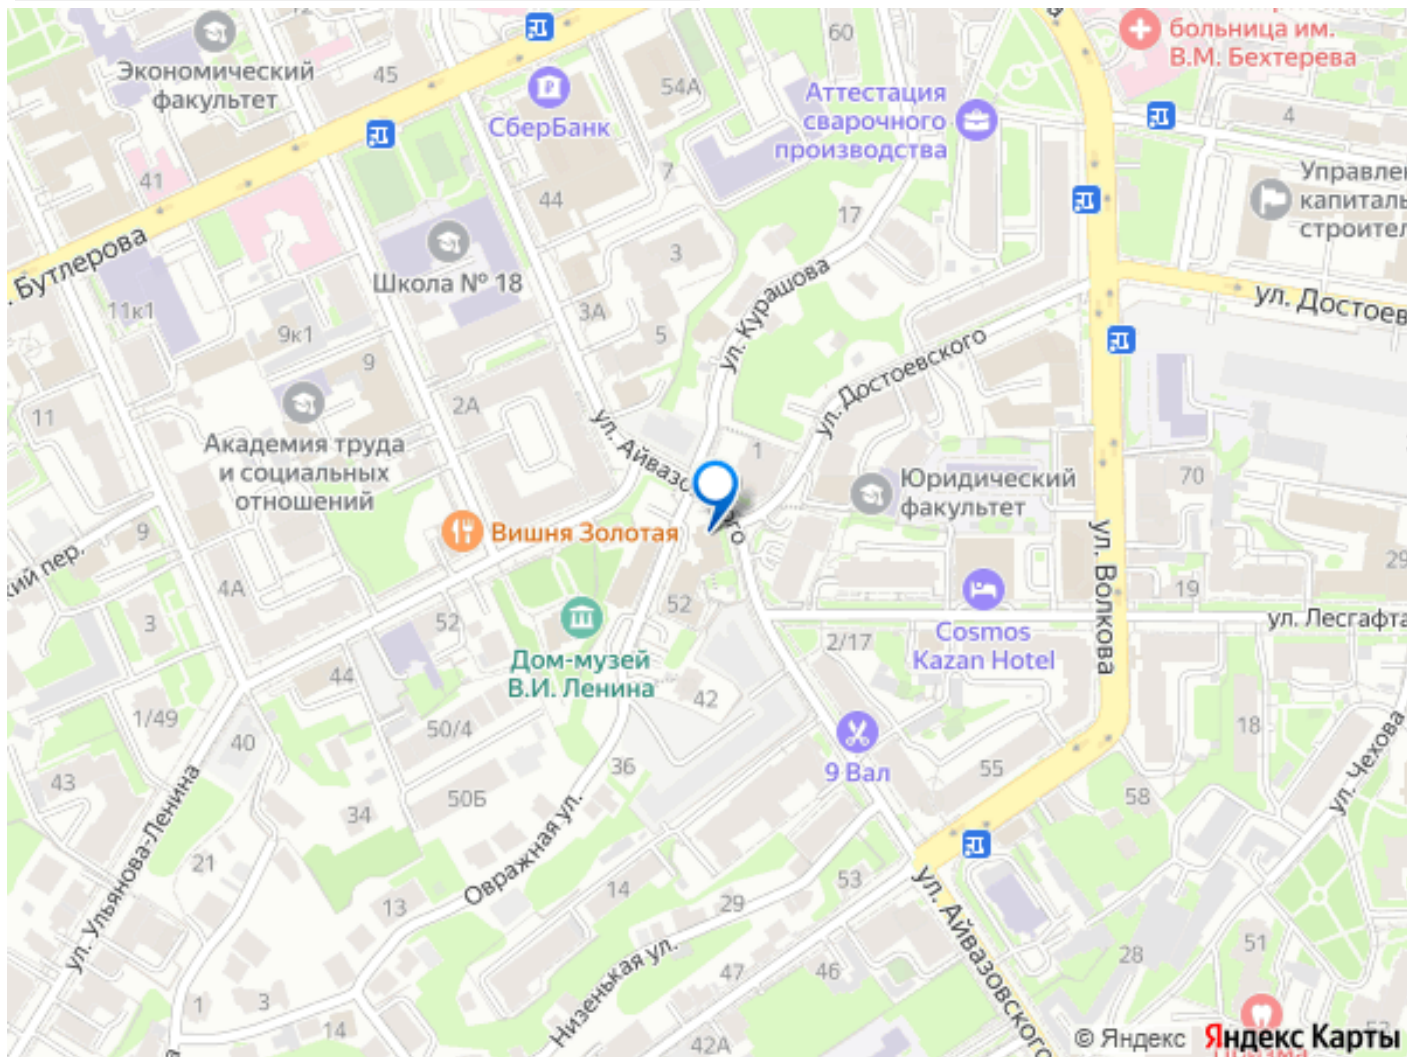 больница им.
В.М. Бехтерева
Экономический
факультет
45
60
54А
СберБанк
Аттестация
сварочного
производства
4
Управлен
капиталь
строител
41
7
44
17
ул. Бутлерова
Школа № 18
3
ул. Курашова
ул. Достоев
11к1
9к1
3А
5
9
ул. Достоевского
11
2А
Академия труда
и социальных
отношений
ул. Айвазовского
1
Юридический
факультет
70
9
Вишня Золотая
кий пер.
ул. Волкова
29
4А
52
19
3
52
Дом-музей
В.И. Ленина
2/17
Cosmos
Kazan Hotel
ул. Лесгафта
44
42
1/49
40
50/4
18
43
36
9 Вал
55
ул. Чехова
50Б
58
34
ул. Ульянова-Ленина
21
Овражная ул.
14
53
13
29
ул. Айвазовского
51
28
Низенькая ул.
47
46
1
3
14
42А
© Яндекс Яндекс Карты